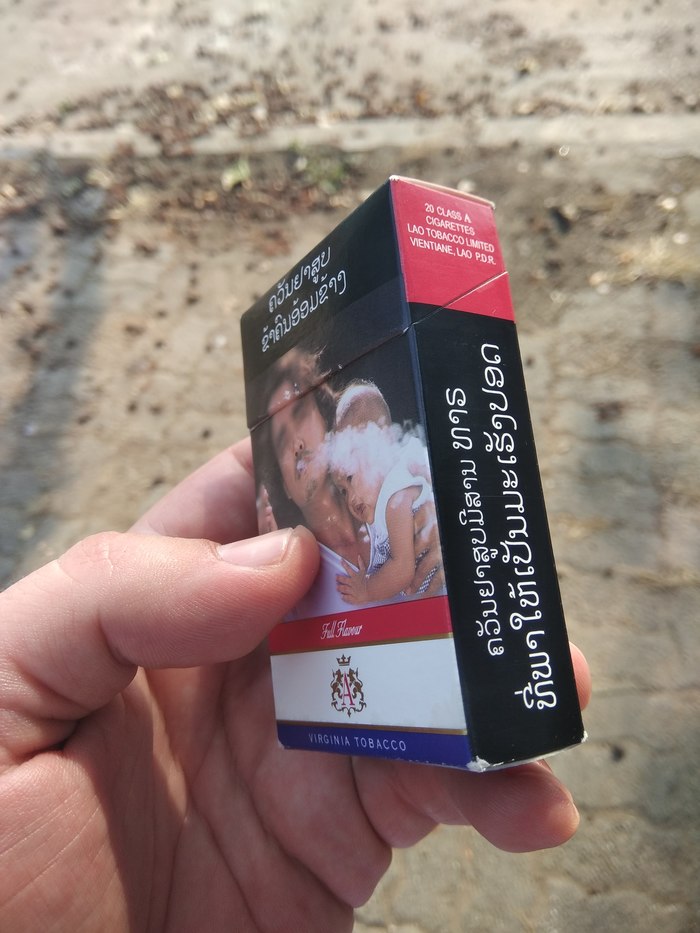 ຄວັນຢາສູບ
ຂ້າຄົນອ້ອມຂ້າງ
Full Flavour
A
VIRGINIA TOBACCO
20 CLASS A
CIGARETTES
LAO TOBACCO LIMITED
VIENTIANE, LAO P.D.R.
ຄວັນຢາສູບມີສານ ທາຣ
ທີ່ພາໃຫ້ເປັນມະເຮັງປອດ